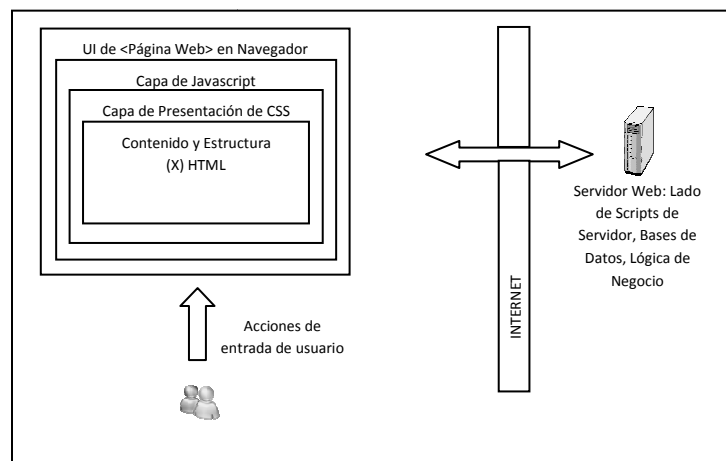 UI de <Página Web> en Navegador
Capa de Javascript
Capa de Presentación de CSS
Contenido y Estructura
(X) HTML
Servidor Web: Lado
de Scripts de
Servidor, Bases de
Datos, Lógica de
Negocio
INTERNET
Acciones de
entrada de usuario